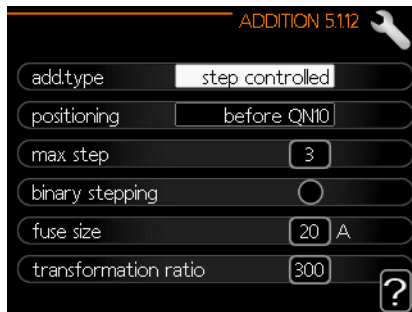 ADDITION 5.1.12
add.type step controlled
positioning before QN10
max step 3
binary stepping
fuse size 20 A
transformation ratio 300
?